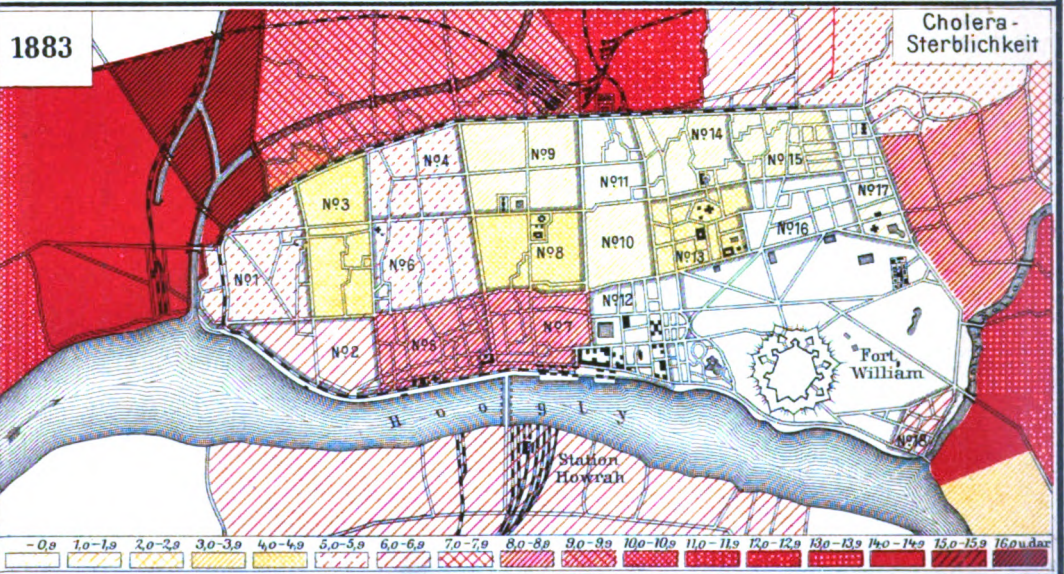 1883
Cholera-
Sterblichkeit
No14
No4
No9
No15
No11
No17
No3
No10
No16
No8
No13
No6
No1
No12
No7
No5
No2
Fort
William
Hoogly
No18
Station
Howrah
-0,9 1,0-1,9 2,0-2,9 3,0-3,9 4,0-4,9 5,0-5,9 6,0-6,9 7,0-7,9 8,0-8,9 9,0-9,9 10,0-10,9 11,0-11,9 12,0-12,9 13,0-13,9 14,0-14,9 15,0-15,9 16,0 u.dar